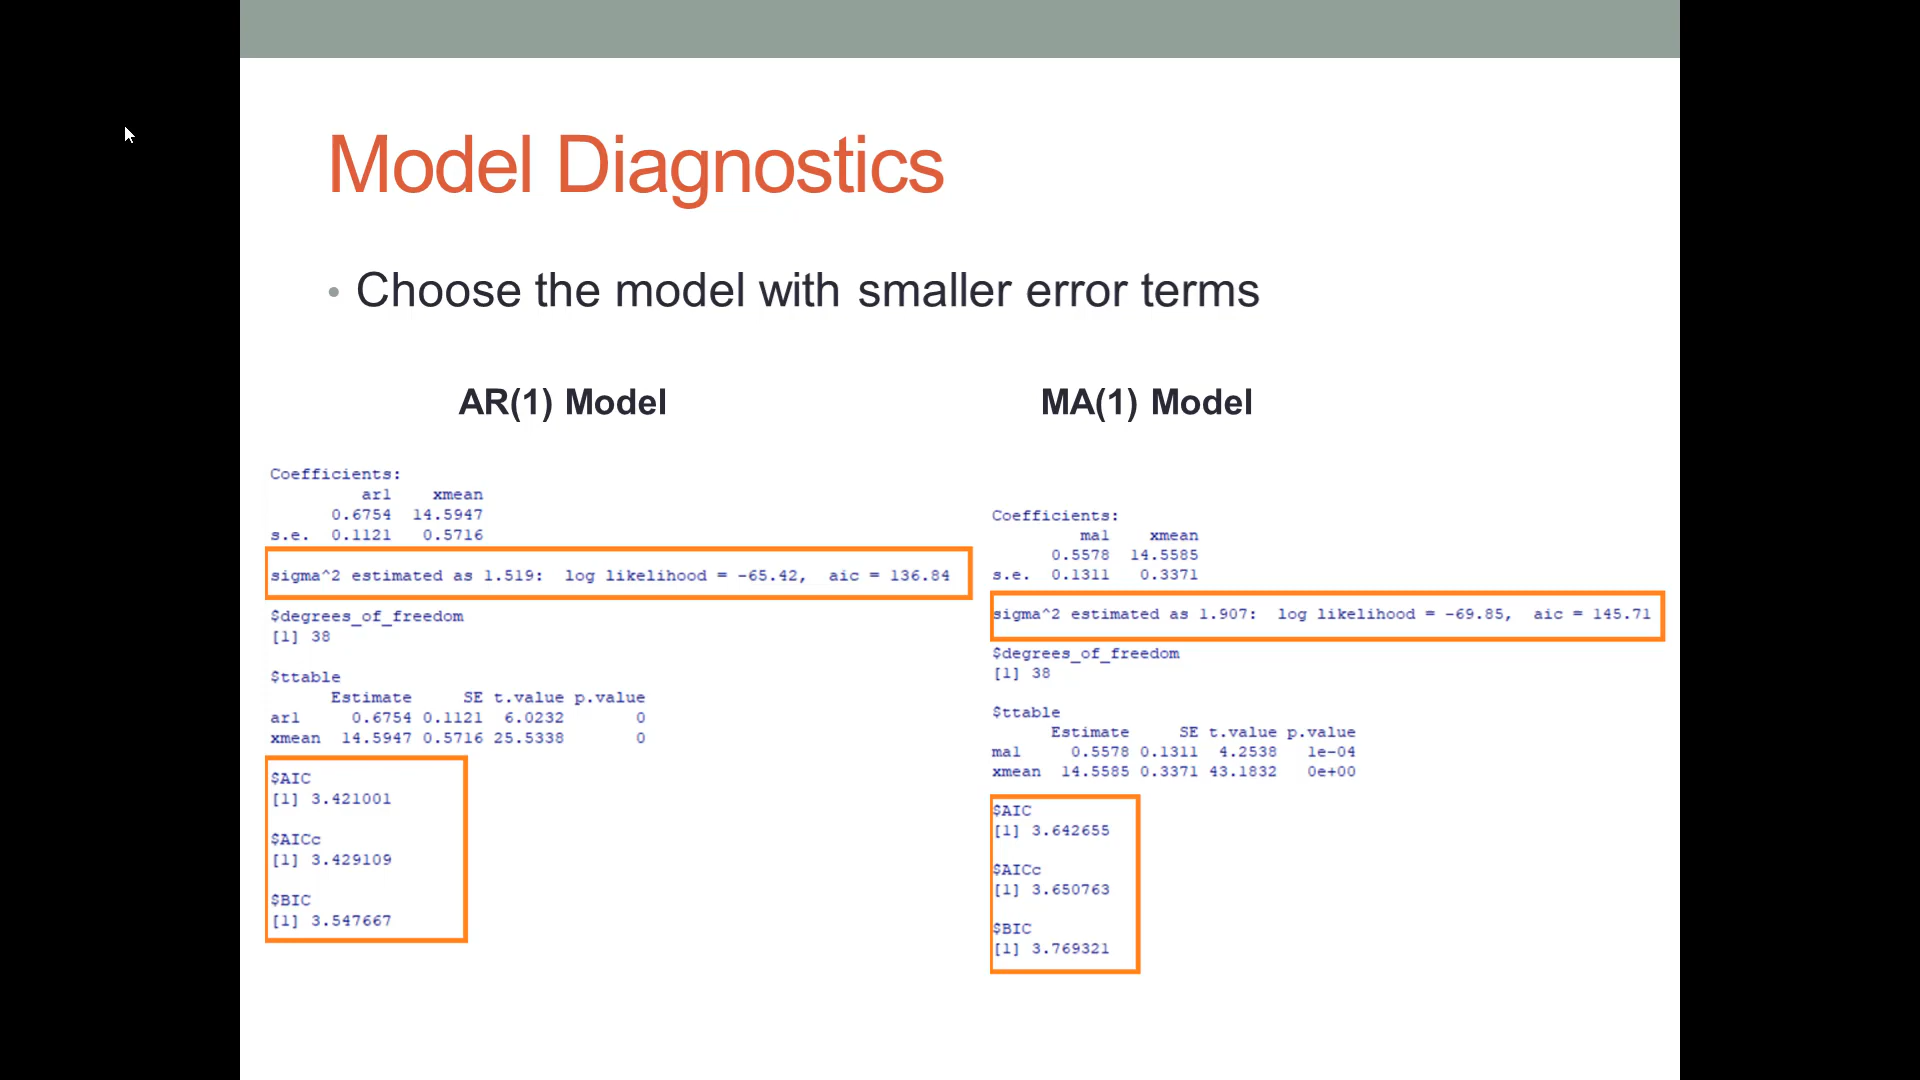 Model Diagnostics
• Choose the model with smaller error terms
AR(1) Model
Coefficients:
ar1 xmean
0.6754 14.5947
s.e. 0.1121 0.5716
sigma^2 estimated as 1.519: log likelihood = -65.42, aic = 136.84
$degrees_of_freedom
[1] 38
$ttable
Estimate SE t.value p.value
ar1 0.6754 0.1121 6.0232 0
xmean 14.5947 0.5716 25.5338 0
$AIC
[1] 3.421001
$AICc
[1] 3.429109
$BIC
[1] 3.547667
MA(1) Model
Coefficients:
ma1 xmean
0.5578 14.5585
s.e. 0.1311 0.3371
sigma^2 estimated as 1.907: log likelihood = -69.85, aic = 145.71
$degrees_of_freedom
[1] 38
$ttable
Estimate SE t.value p.value
ma1 0.5578 0.1311 4.2538 1e-04
xmean 14.5585 0.3371 43.1832 0e+00
$AIC
[1] 3.642655
$AICc
[1] 3.650763
$BIC
[1] 3.769321